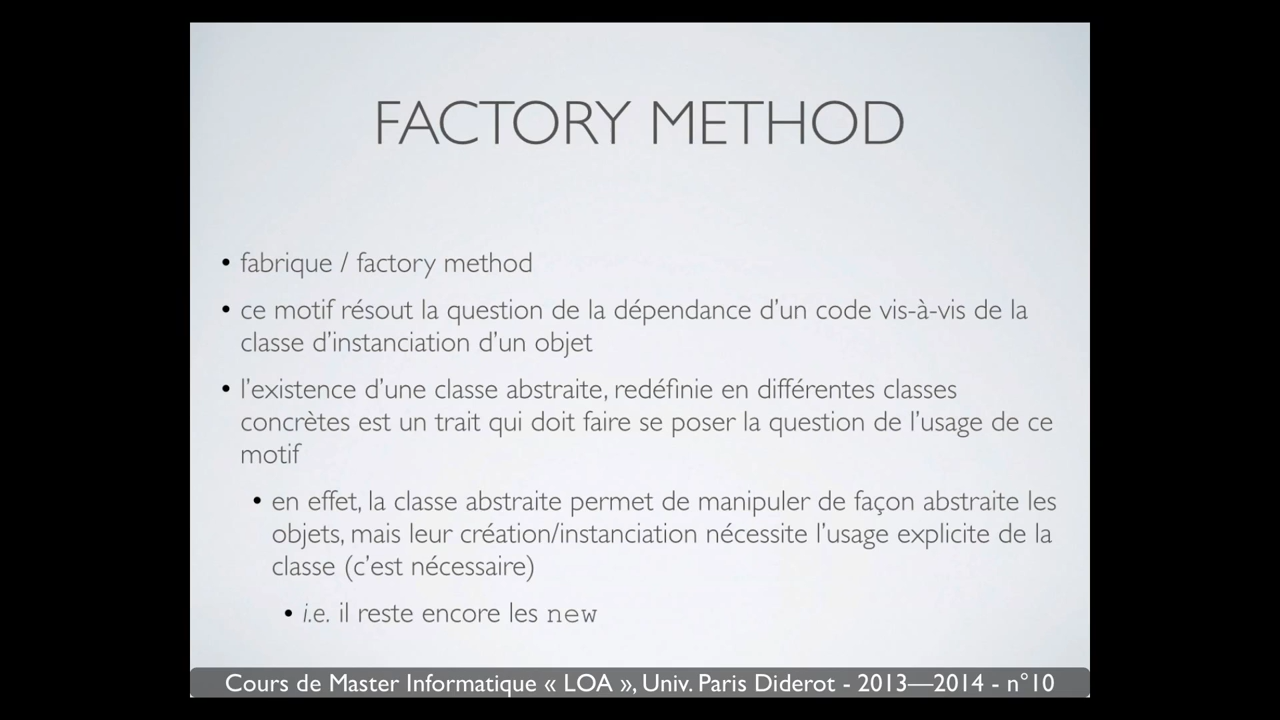 FACTORY METHOD
• fabrique / factory method
• ce motif résout la question de la dépendance d’un code vis-à-vis de la
classe d’instanciation d’un objet
• l’existence d’une classe abstraite, redéfinie en différentes classes
concrètes est un trait qui doit faire se poser la question de l’usage de ce
motif
• en effet, la classe abstraite permet de manipuler de façon abstraite les
objets, mais leur création/instanciation nécessite l’usage explicite de la
classe (c’est nécessaire)
• i.e. il reste encore les new
Cours de Master Informatique « LOA », Univ. Paris Diderot - 2013—2014 - n°10